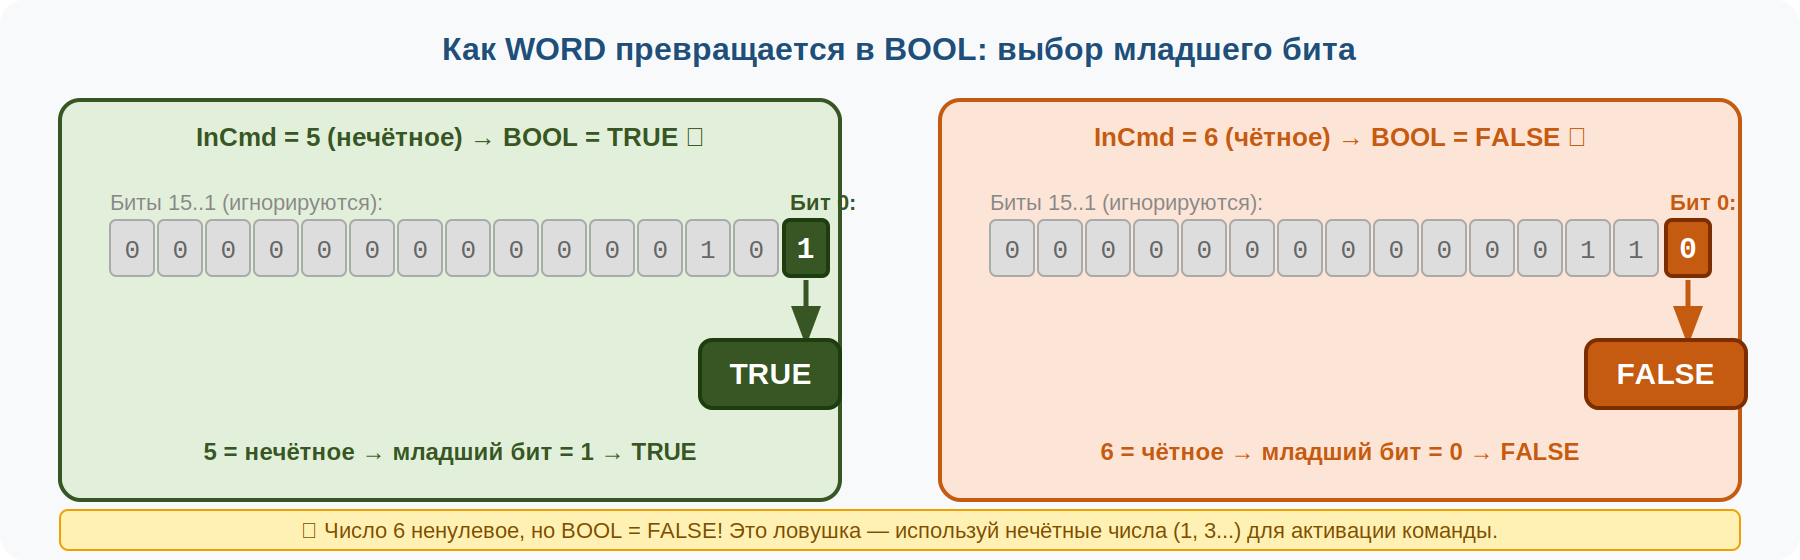 Как WORD превращается в BOOL: выбор младшего бита
InCmd = 5 (нечётное) → BOOL = TRUE
Биты 15..1 (игнорируются):
Бит 0:
0 0 0 0 0 0 0 0 0 0 0 0 1 0 1
TRUE
5 = нечётное → младший бит = 1 → TRUE
InCmd = 6 (чётное) → BOOL = FALSE
Биты 15..1 (игнорируются):
Бит 0:
0 0 0 0 0 0 0 0 0 0 0 0 1 1 0
FALSE
6 = чётное → младший бит = 0 → FALSE
Число 6 ненулевое, но BOOL = FALSE! Это ловушка — используй нечётные числа (1, 3...) для активации команды.